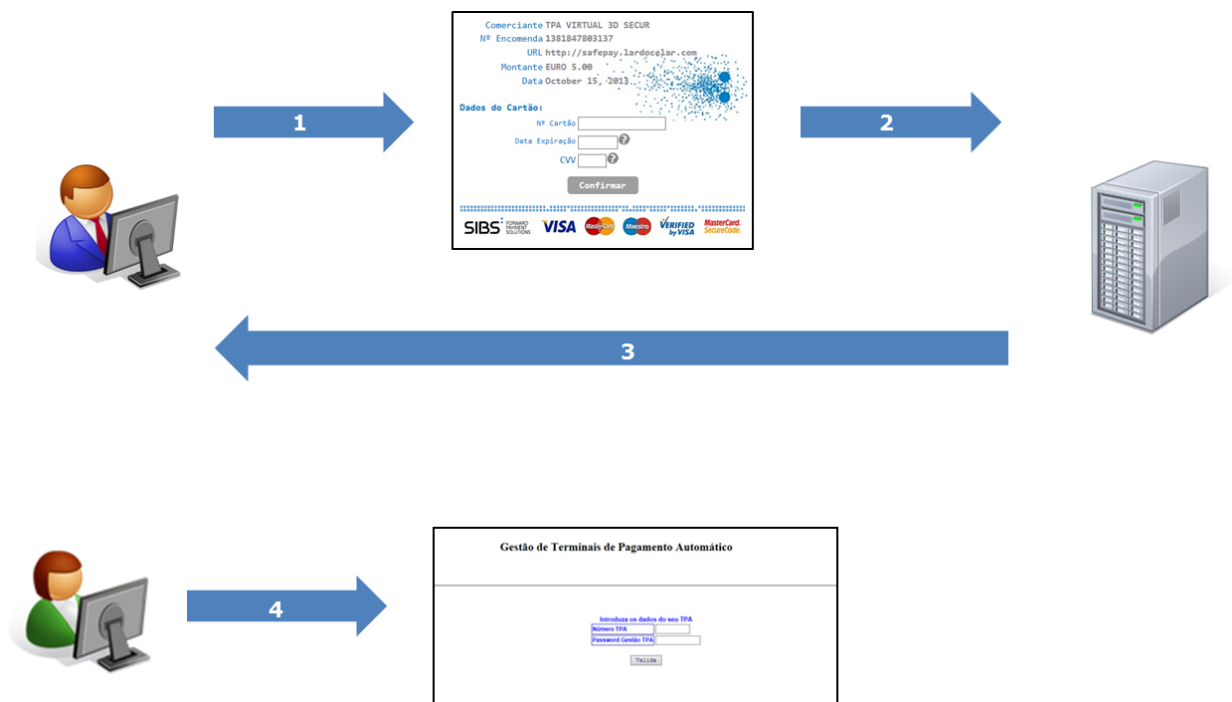 Comerciante TPA VIRTUAL 3D SECUR
Nº Encomenda 1381847803137
URL http://safepay.lardocelar.com
Montante EURO 5.00
Data October 15, 2013
1
2
Dados do Cartão:
Nº Cartão
Data Expiração ?
CVV ?
Confirmar
SIBS FORWARD PAYMENT SOLUTIONS VISA MasterCard Maestro VERIFIED by VISA MasterCard. SecureCode.
3
Gestão de Terminais de Pagamento Automático
4
Introduza os dados do seu TPA
Número TPA
Password Gestão TPA
Valida